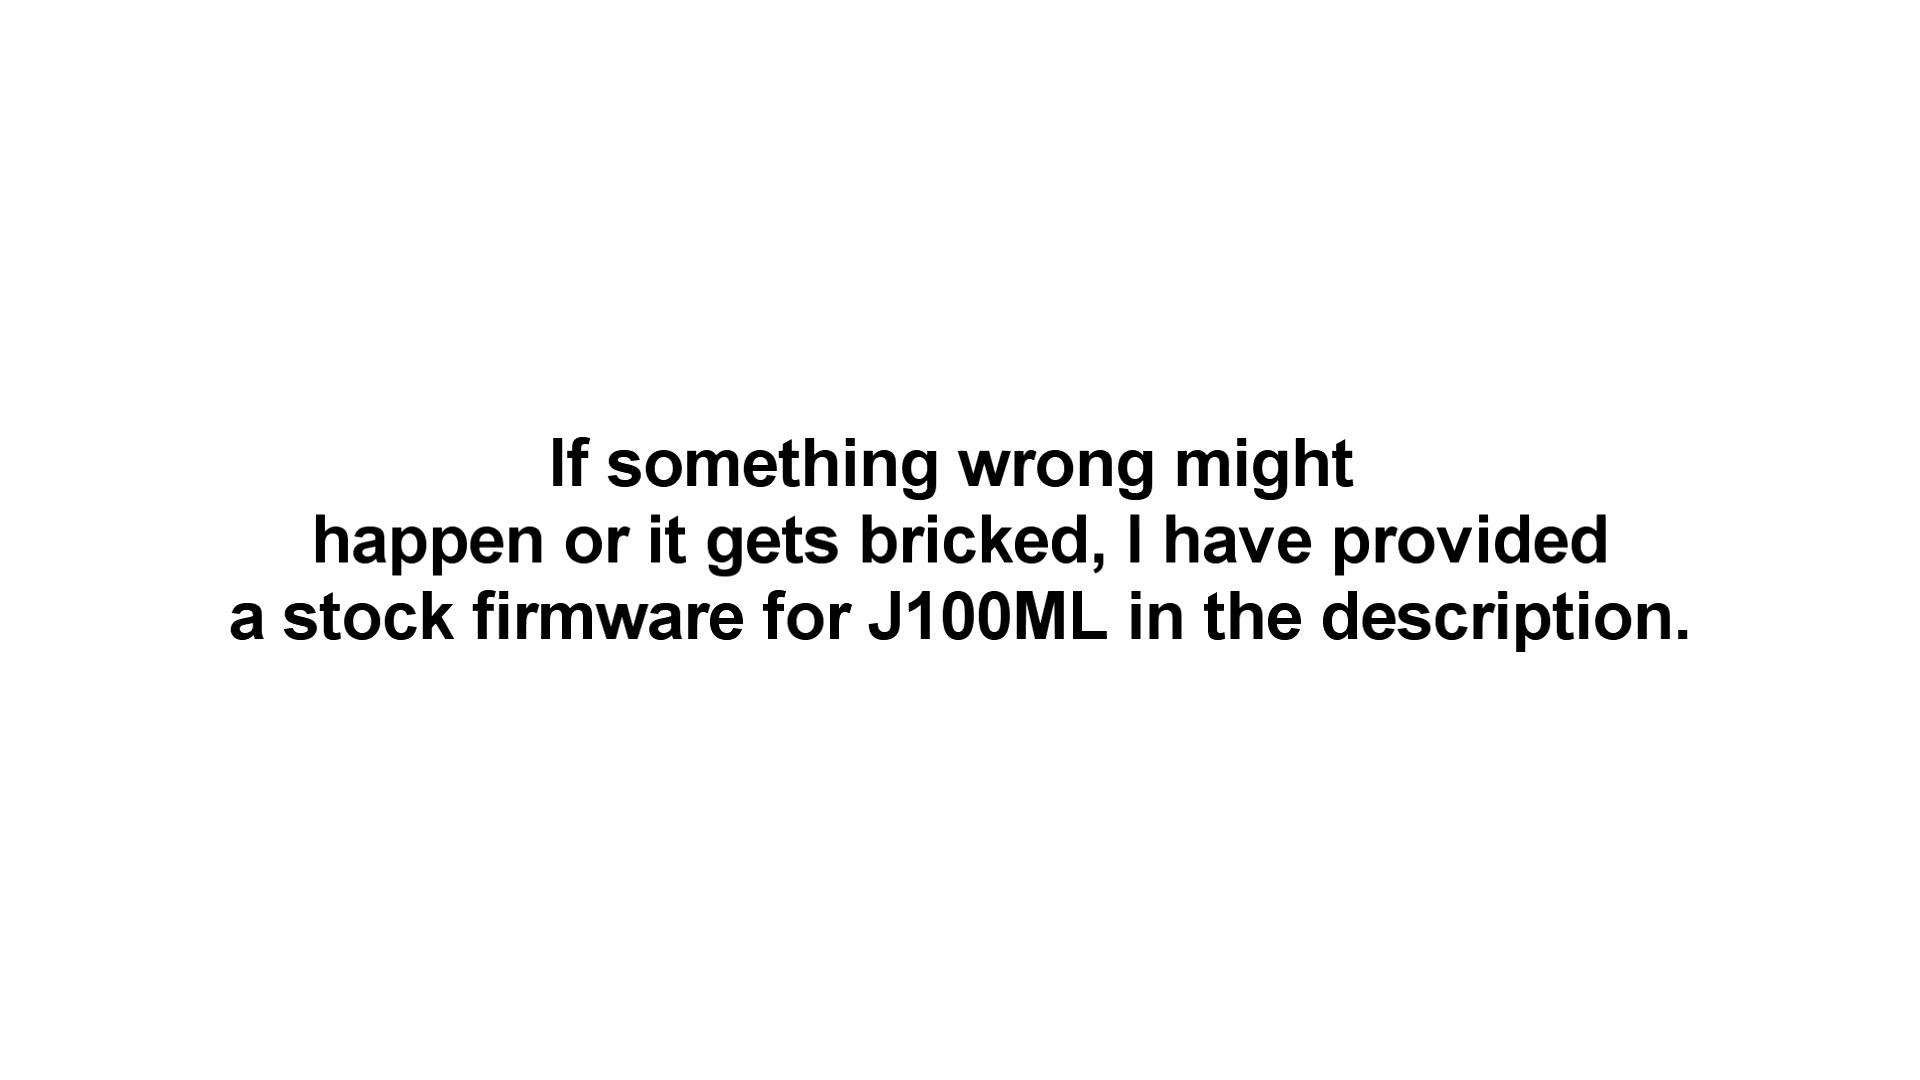 If something wrong might
happen or it gets bricked, I have provided
a stock firmware for J100ML in the description.